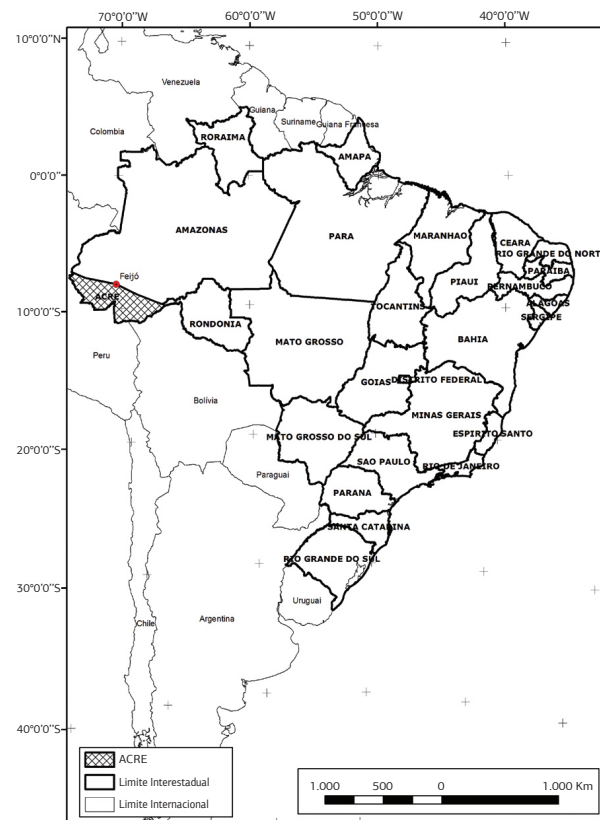 70°0'0"W 60°0'0"W 50°0'0"W 40°0'0"W
10°0'0"N
Venezuela
Guiana
Suriname
Guiana Francesa
Colombia
RORAIMA
AMAPA
0°0'0"
AMAZONAS
PARA
MARANHAO
CEARA
RIO GRANDE DO NORT
PARAIBA
Feijó
PIAUI
PERNAMBUCO
ACRE
TOCANTINS
ALAGOAS
10°0'0"S
SERGIPE
RONDONIA
MATO GROSSO
BAHIA
Peru
GOIAS
DISTRITO FEDERAL
Bolívia
MINAS GERAIS
MATO GROSSO DO SUL
ESPIRITO SANTO
20°0'0"S
SAO PAULO
RIO DE JANEIRO
Paraguai
PARANA
SANTA CATARINA
RIO GRANDE DO SUL
30°0'0"S
Uruguai
Chile
Argentina
40°0'0"S
ACRE
Limite Interestadual
Limite Internacional
1.000 500 0 1.000 Km